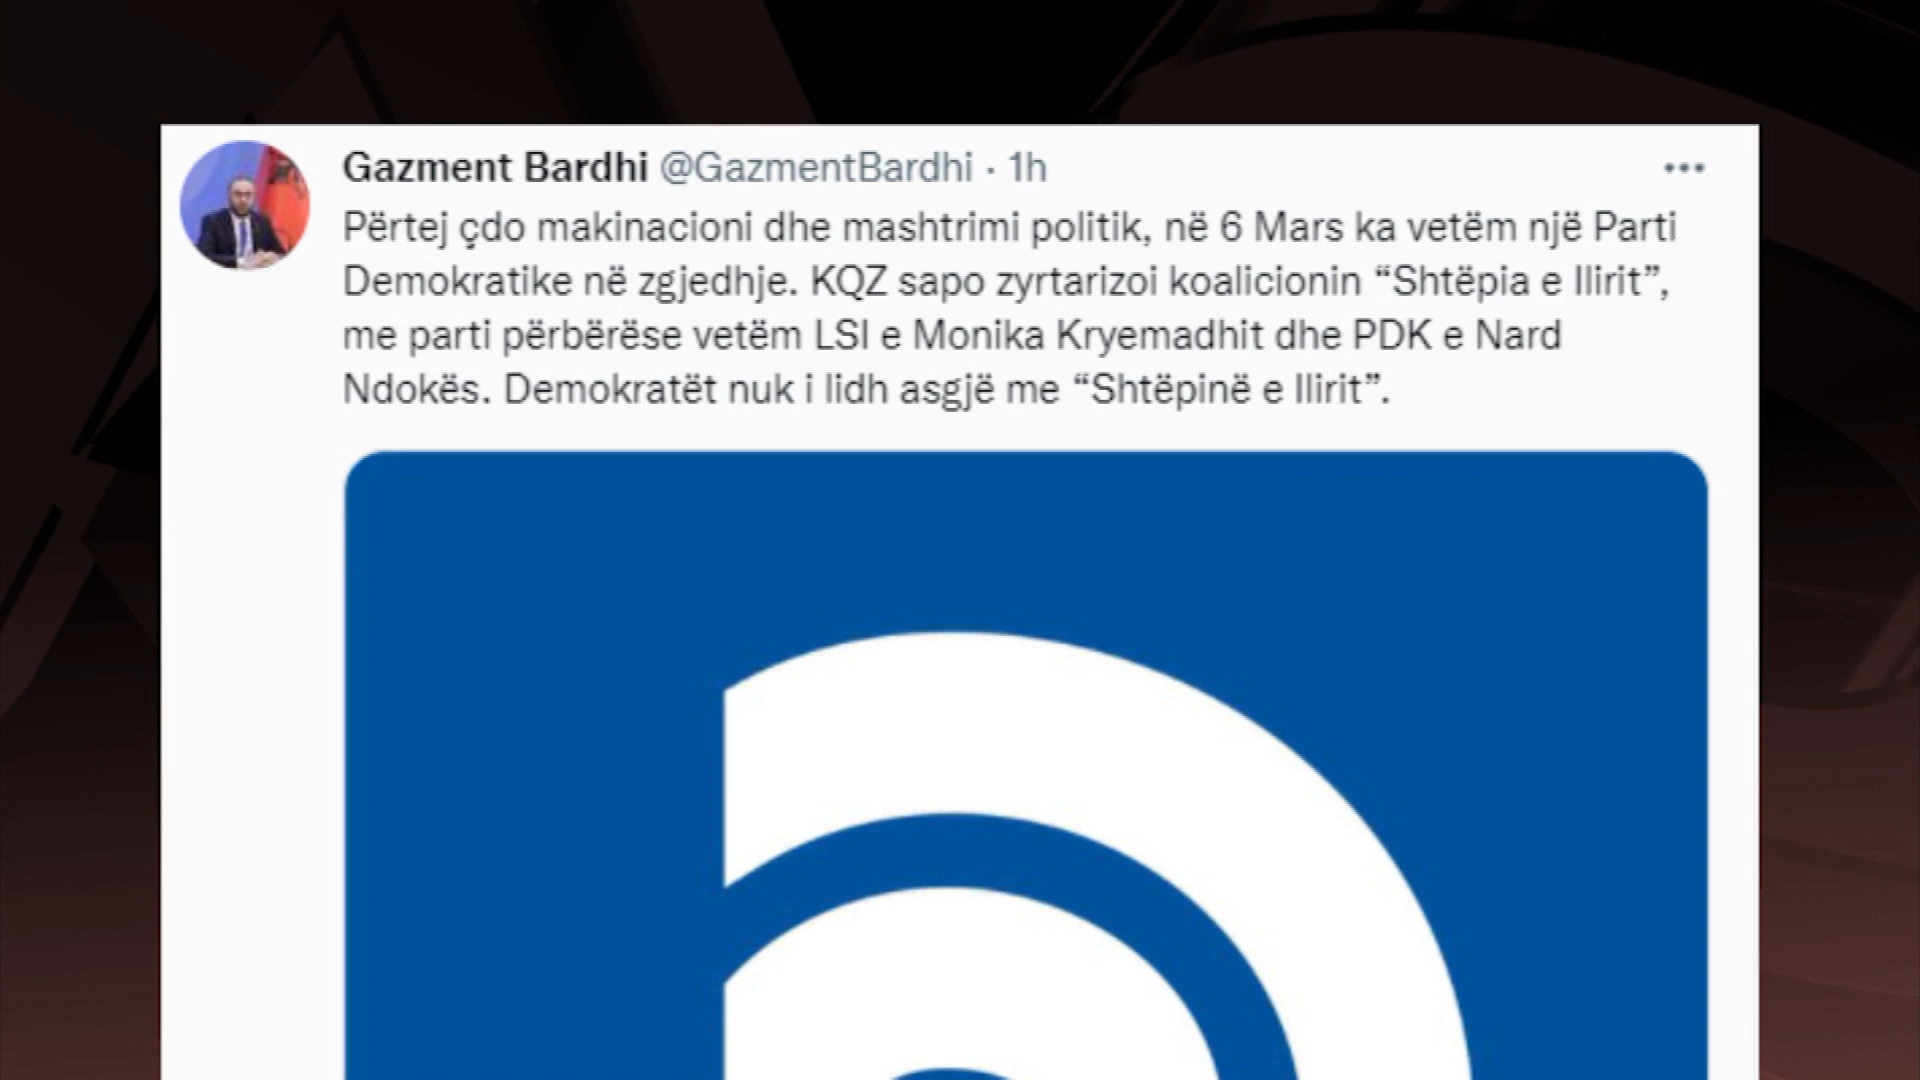 Gazment Bardhi @GazmentBardhi · 1h
Përtej çdo makinacioni dhe mashtrimi politik, në 6 Mars ka vetëm një Parti
Demokratike në zgjedhje. KQZ sapo zyrtarizoi koalicionin “Shtëpia e Ilirit”,
me parti përbërëse vetëm LSI e Monika Kryemadhit dhe PDK e Nard
Ndokës. Demokratët nuk i lidh asgjë me “Shtëpinë e Ilirit”.